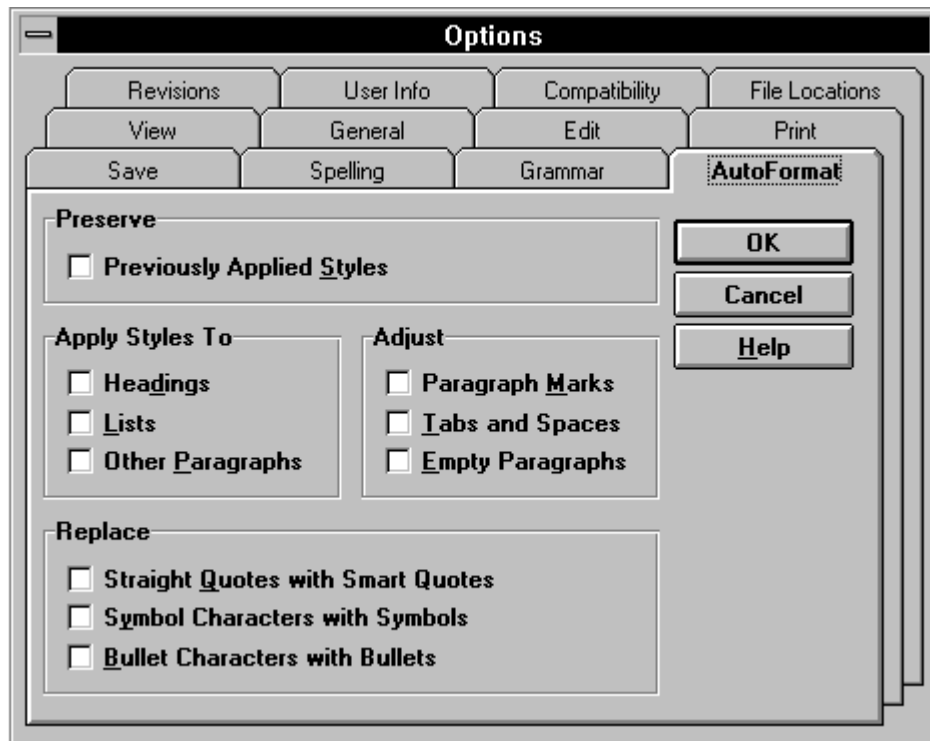 Options
Revisions User Info Compatibility File Locations
View General Edit Print
Save Spelling Grammar AutoFormat
Preserve
Previously Applied Styles
OK
Cancel
Help
Apply Styles To
Headings
Lists
Other Paragraphs
Adjust
Paragraph Marks
Tabs and Spaces
Empty Paragraphs
Replace
Straight Quotes with Smart Quotes
Symbol Characters with Symbols
Bullet Characters with Bullets